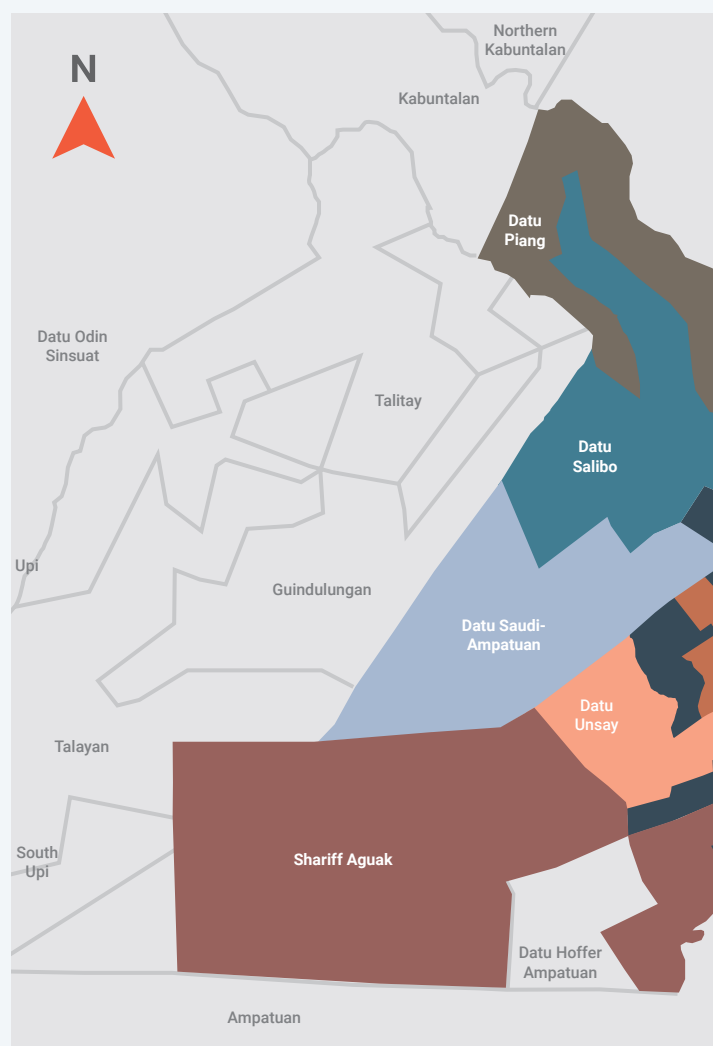 Northern
Kabuntalan
N
Kabuntalan
Datu
Piang
Datu Odin
Sinsuat
Talitay
Datu
Salibo
Upi
Guindulungan
Datu Saudi-
Ampatuan
Datu
Unsay
Talayan
South
Upi
Shariff Aguak
Datu Hoffer
Ampatuan
Ampatuan